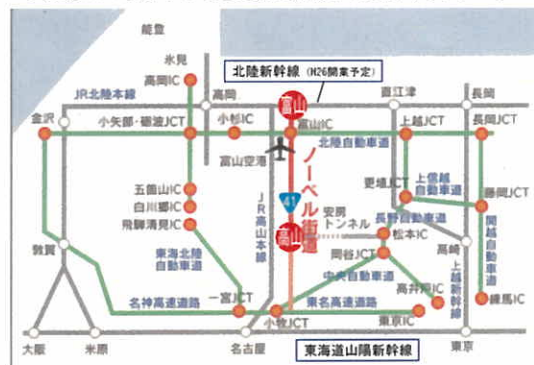 能登
氷見
高岡IC
北陸新幹線 (H26開業予定)
JR北陸本線
高岡
富山
直江津
長岡
金沢
小矢部・砺波JCT
小杉IC
富山IC
上越JCT
長岡JCT
北陸自動車道
富山空港
ノーベル街道
五箇山IC
白川郷IC
飛騨清見IC
JR高山本線
41
高山
安房
トンネル
更埴JCT
上信越
自動車道
藤岡JCT
長野自動車道
松本IC
関越自動車道
敦賀
東海北陸
自動車道
岡谷JCT
高崎
上越新幹線
中央自動車道
一宮JCT
名神高速道路
東名高速道路
高井戸IC
練馬IC
小牧JCT
東京IC
大阪
米原
名古屋
東海道山陽新幹線
東京